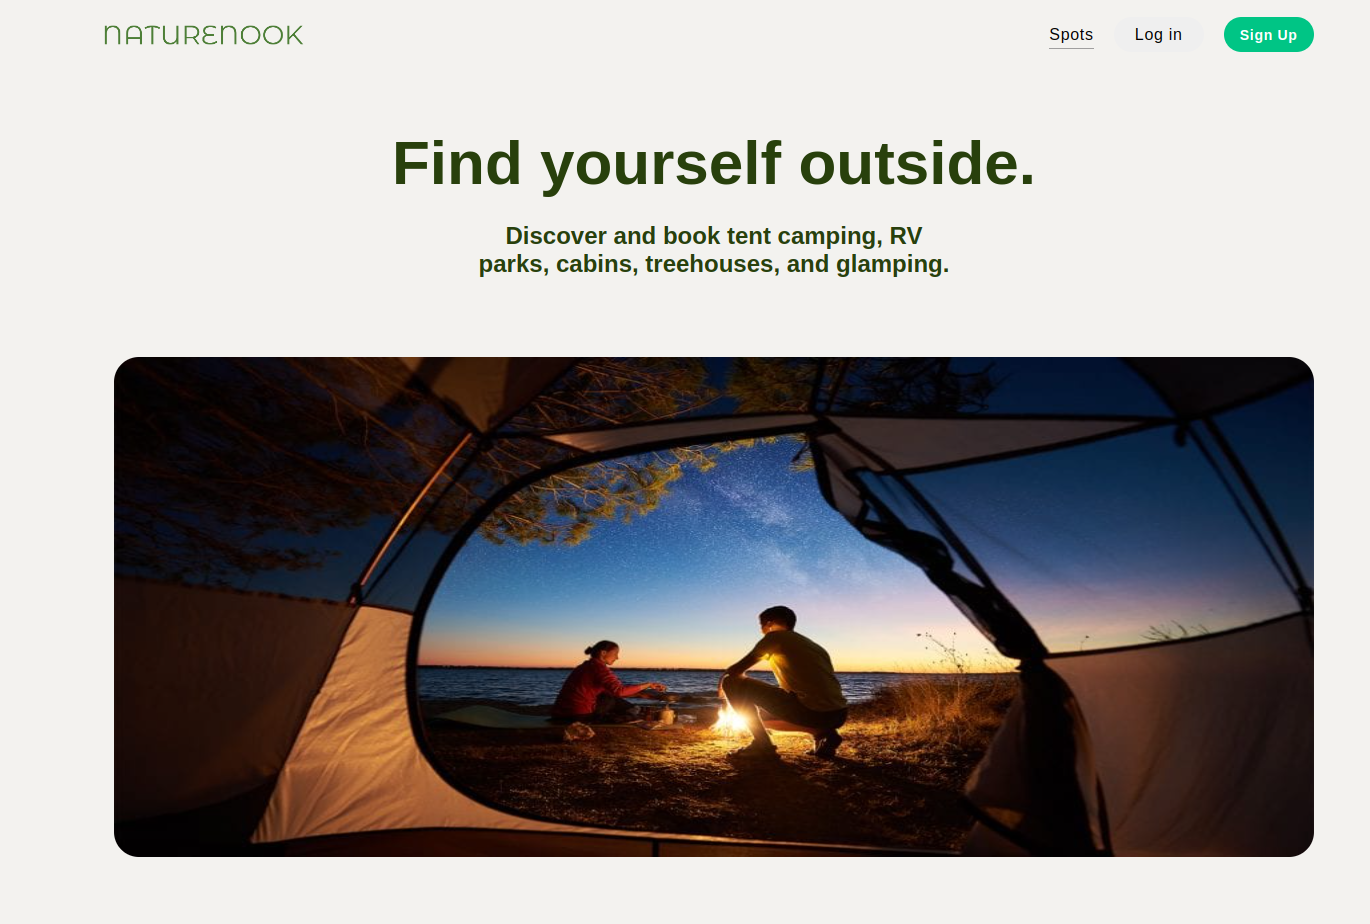 NATURENOOK
Spots
Log in
Sign Up
Find yourself outside.
Discover and book tent camping, RV
parks, cabins, treehouses, and glamping.